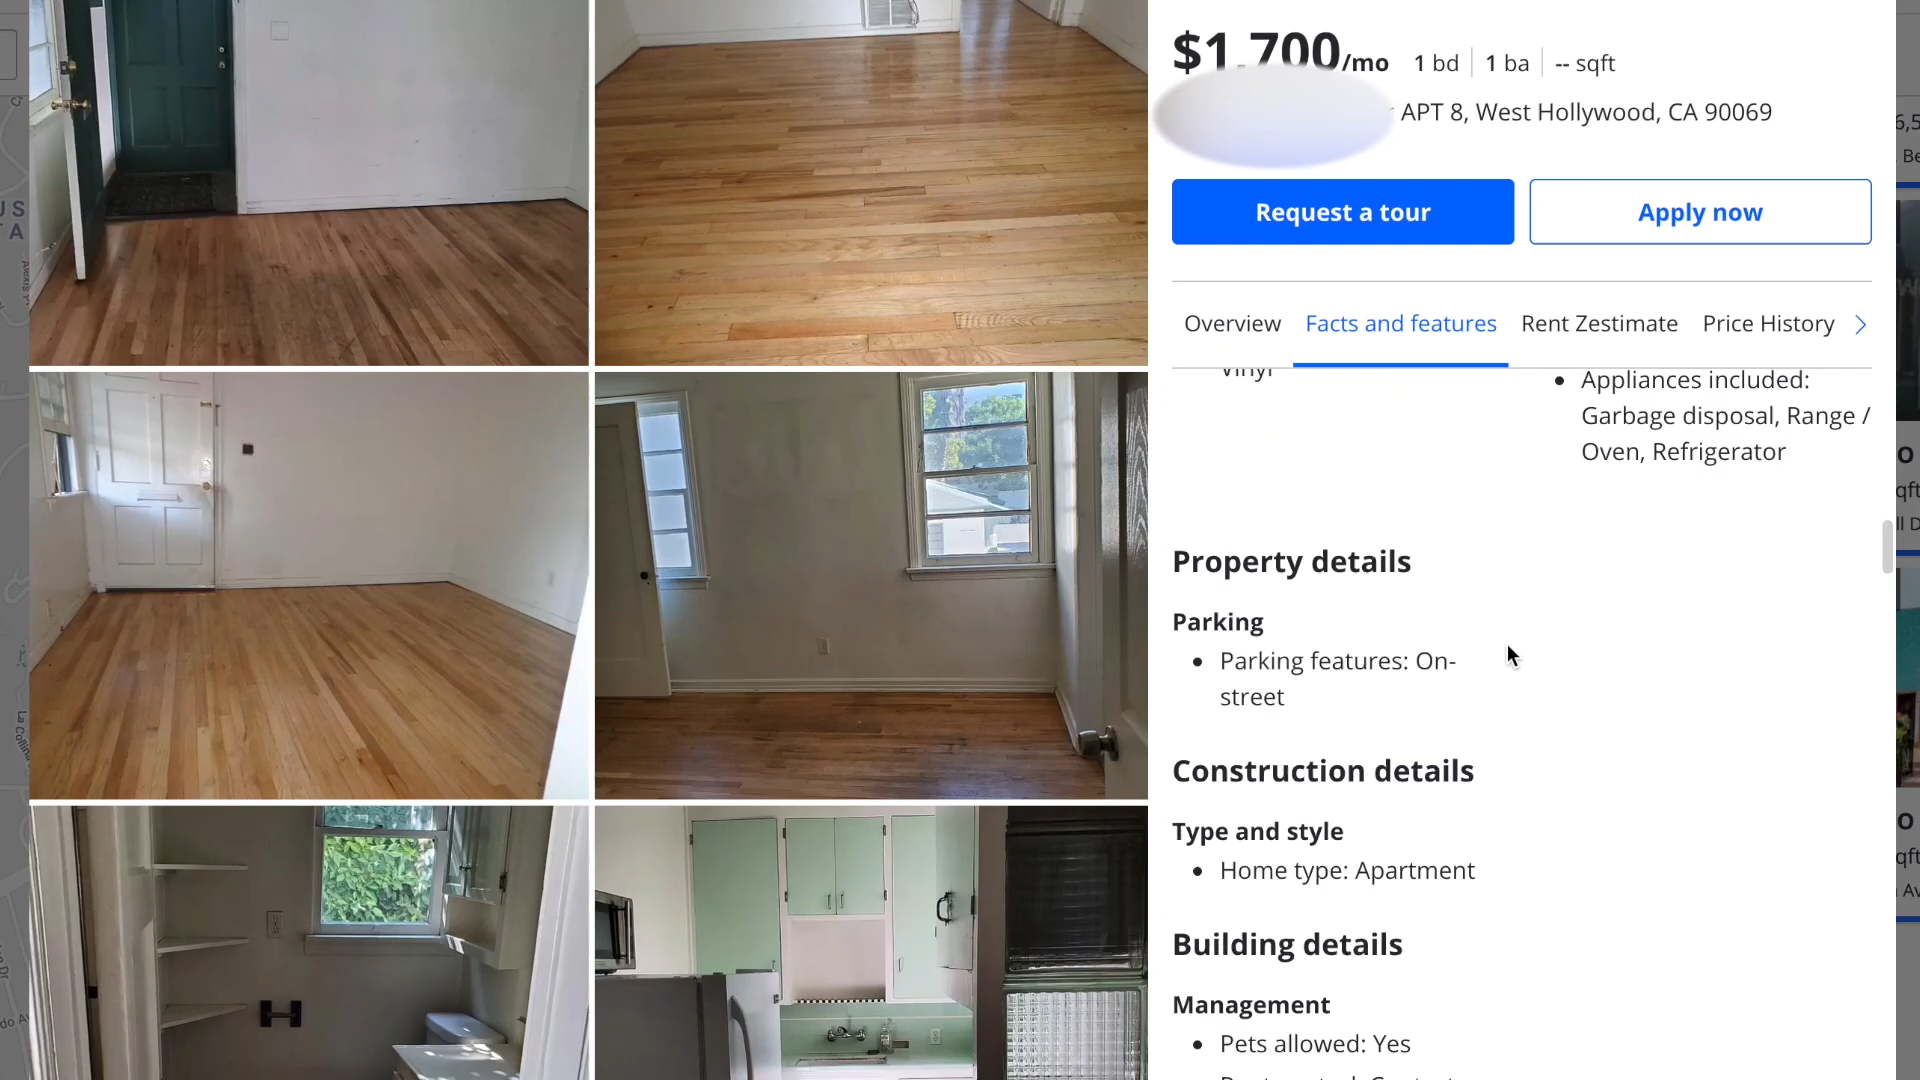 $1,700/mo 1 bd 1 ba -- sqft
APT 8, West Hollywood, CA 90069
Request a tour
Apply now
Overview
Facts and features
Rent Zestimate
Price History
Vinyl
Appliances included:
Garbage disposal, Range /
Oven, Refrigerator
Property details
Parking
Parking features: On-
street
Construction details
Type and style
Home type: Apartment
Building details
Management
Pets allowed: Yes